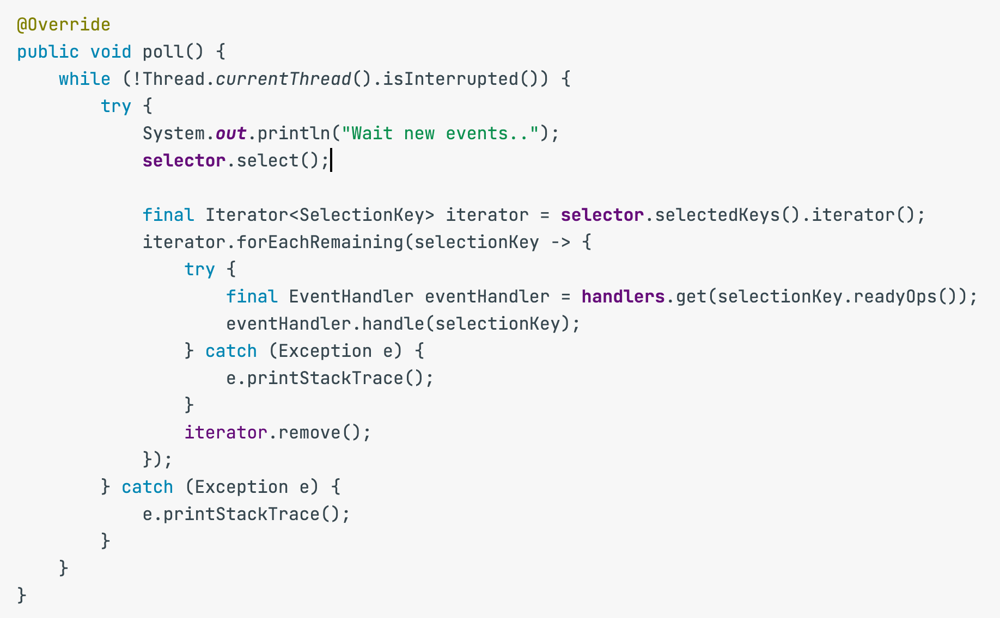 @Override
public void poll() {
    while (!Thread.currentThread().isInterrupted()) {
        try {
            System.out.println("Wait new events..");
            selector.select();

            final Iterator<SelectionKey> iterator = selector.selectedKeys().iterator();
            iterator.forEachRemaining(selectionKey -> {
                try {
                    final EventHandler eventHandler = handlers.get(selectionKey.readyOps());
                    eventHandler.handle(selectionKey);
                } catch (Exception e) {
                    e.printStackTrace();
                }
                iterator.remove();
            });
        } catch (Exception e) {
            e.printStackTrace();
        }
    }
}